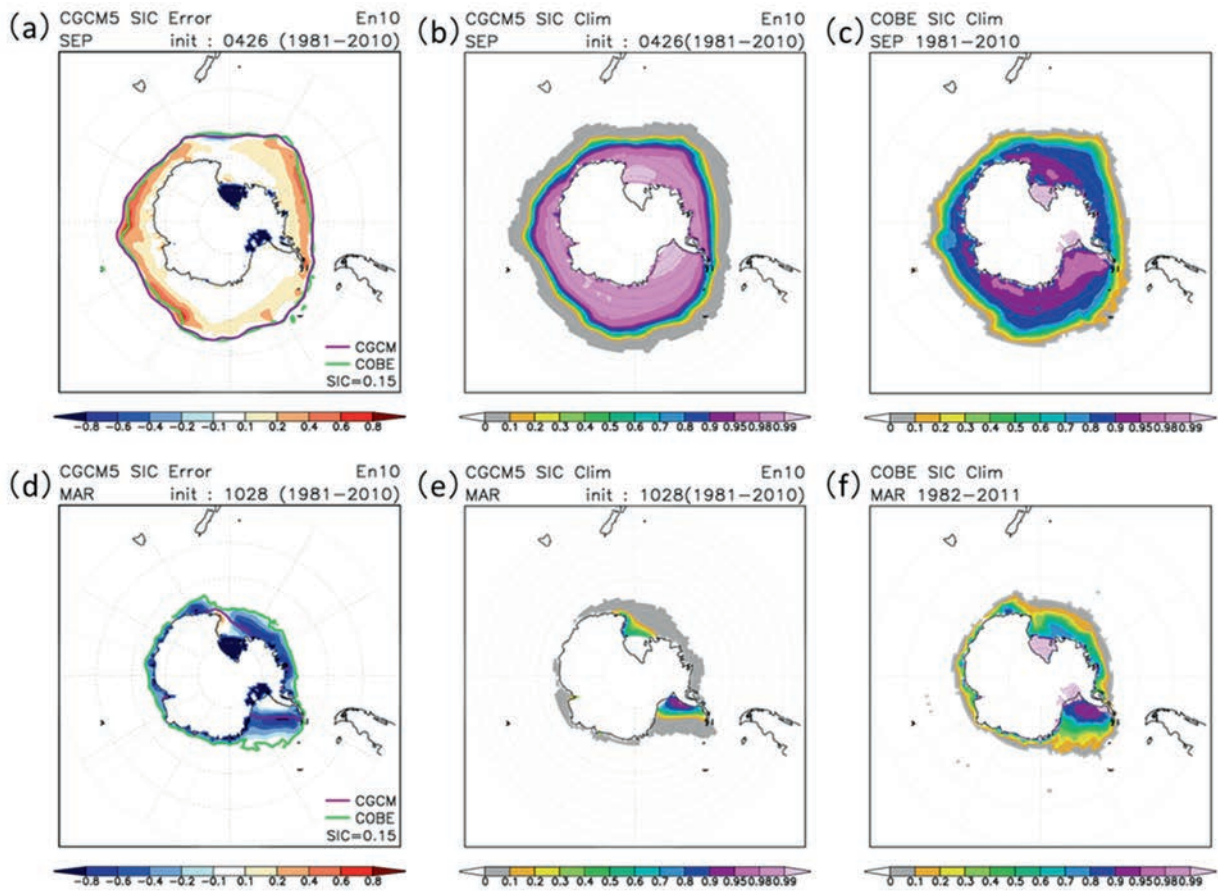 (a) CGCM5 SIC Error En10
SEP init : 0426 (1981-2010)
CGCM
COBE
SIC=0.15
-0.8 -0.6 -0.4 -0.2 -0.1 0.1 0.2 0.4 0.6 0.8
(b) CGCM5 SIC Clim En10
SEP init : 0426(1981-2010)
0 0.1 0.2 0.3 0.4 0.5 0.6 0.7 0.8 0.9 0.95 0.98 0.99
(c) COBE SIC Clim
SEP 1981-2010
0 0.1 0.2 0.3 0.4 0.5 0.6 0.7 0.8 0.9 0.95 0.98 0.99
(d) CGCM5 SIC Error En10
MAR init : 1028 (1981-2010)
CGCM
COBE
SIC=0.15
-0.8 -0.6 -0.4 -0.2 -0.1 0.1 0.2 0.4 0.6 0.8
(e) CGCM5 SIC Clim En10
MAR init : 1028(1981-2010)
0 0.1 0.2 0.3 0.4 0.5 0.6 0.7 0.8 0.9 0.95 0.98 0.99
(f) COBE SIC Clim
MAR 1982-2011
0 0.1 0.2 0.3 0.4 0.5 0.6 0.7 0.8 0.9 0.95 0.98 0.99